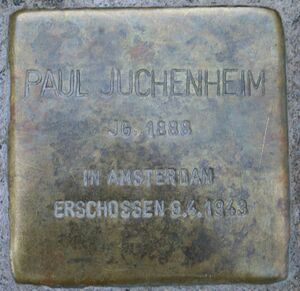 PAUL JUCHENHEIM
JG. 1888
IN AMSTERDAM
ERSCHOSSEN 9.4.1943